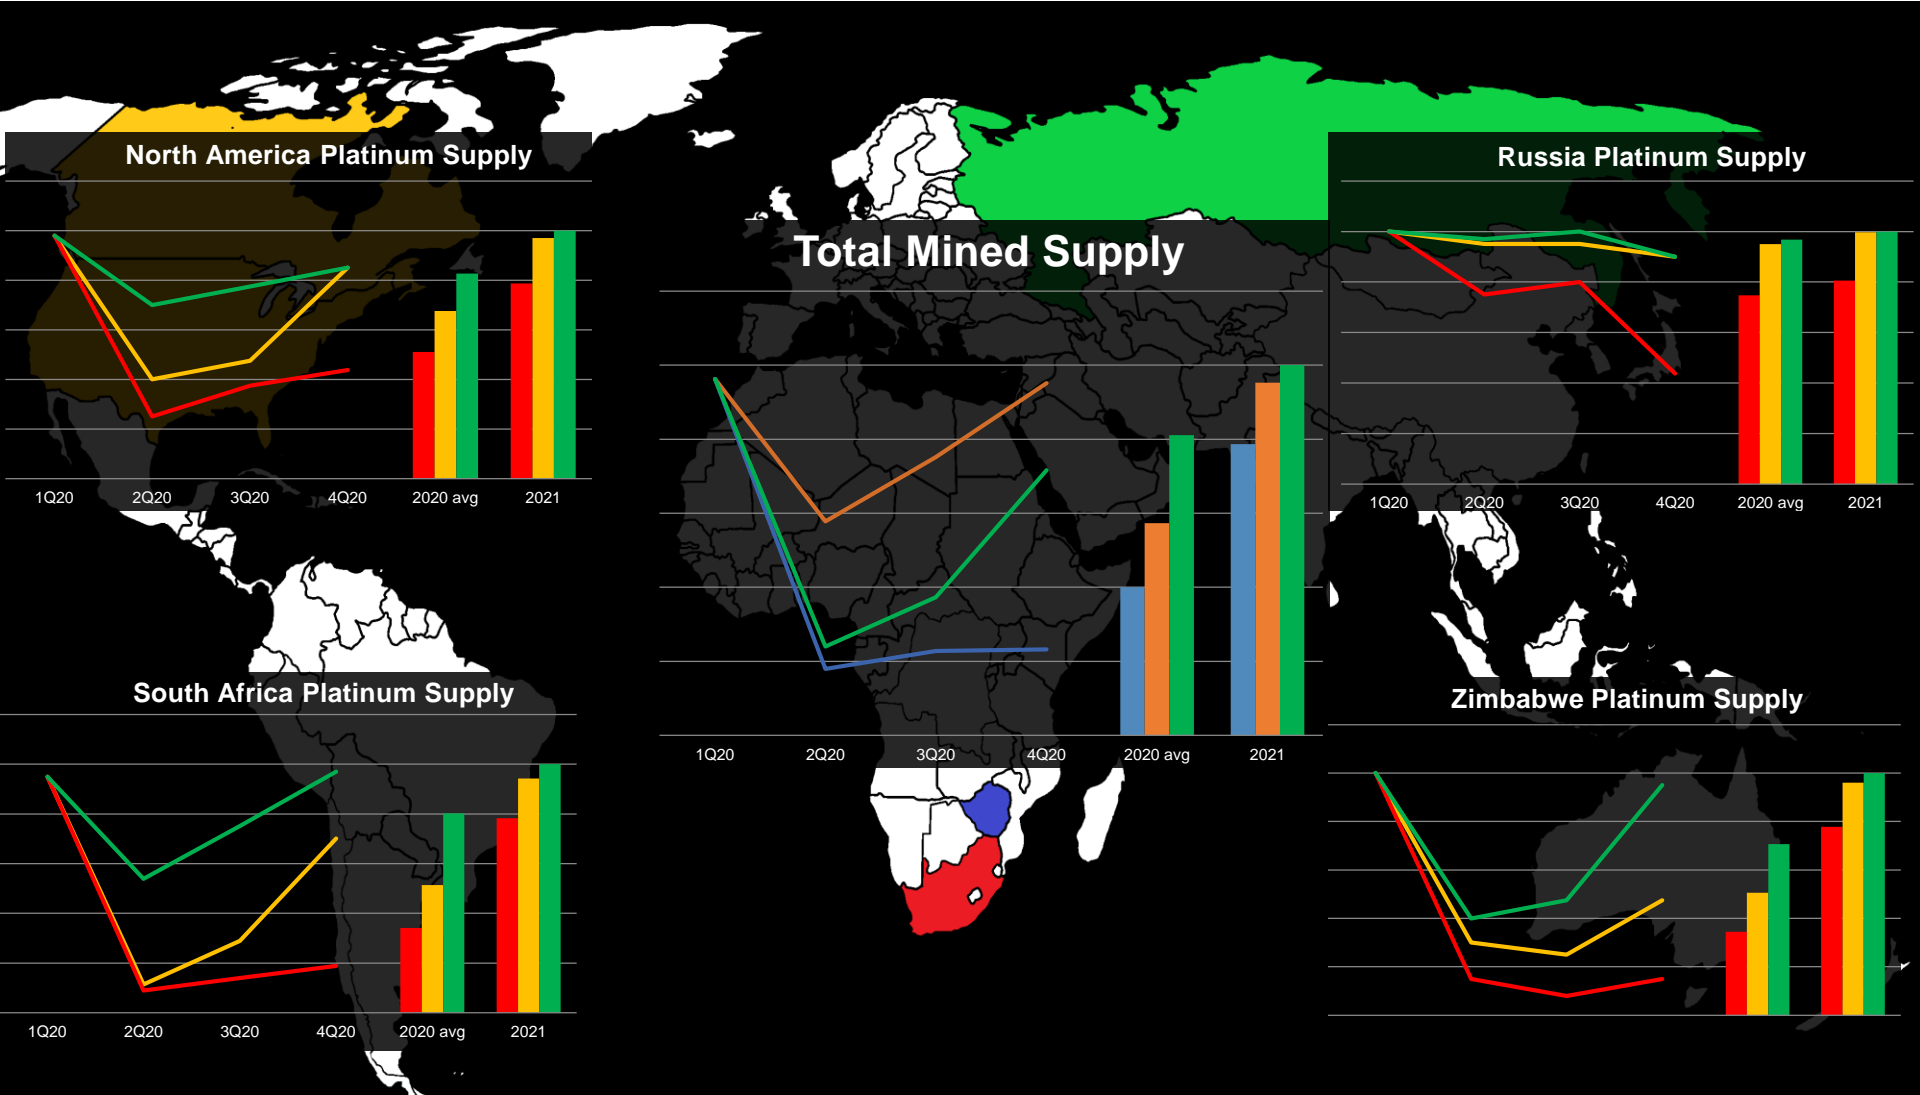 North America Platinum Supply
1Q20 2Q20 3Q20 4Q20 2020 avg 2021
Total Mined Supply
1Q20 2Q20 3Q20 4Q20 2020 avg 2021
Russia Platinum Supply
1Q20 2Q20 3Q20 4Q20 2020 avg 2021
South Africa Platinum Supply
1Q20 2Q20 3Q20 4Q20 2020 avg 2021
Zimbabwe Platinum Supply